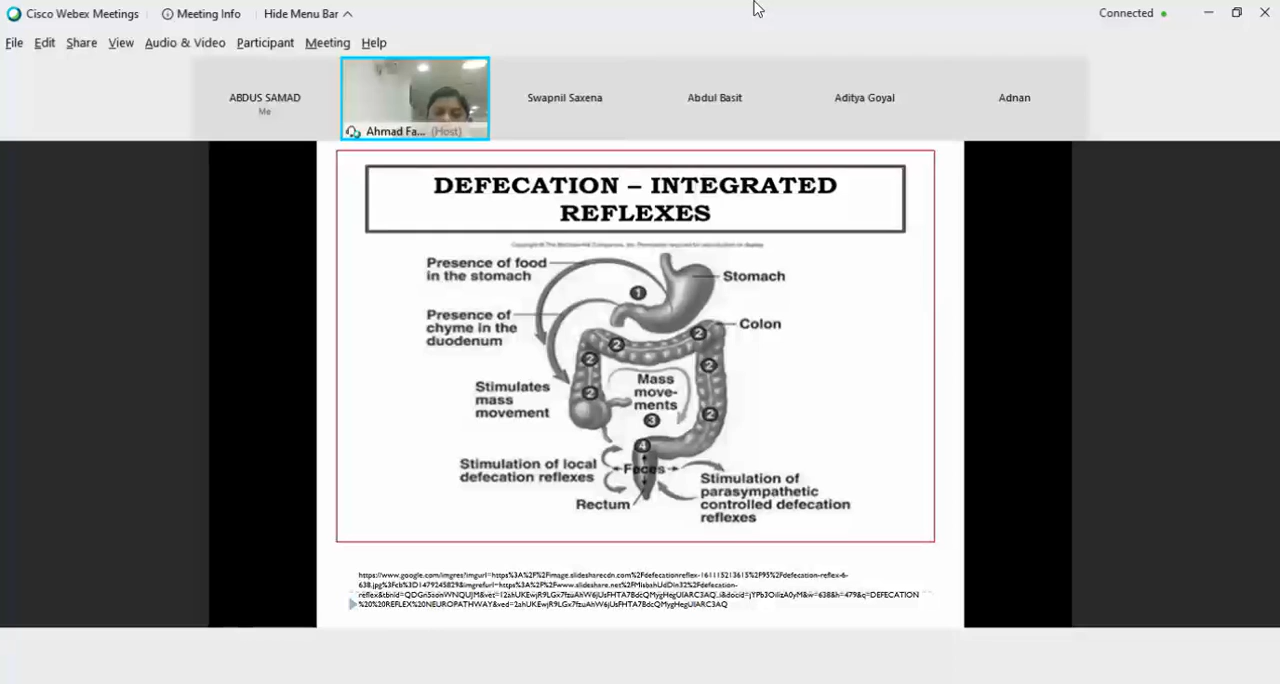 Cisco Webex Meetings
Meeting Info
Hide Menu Bar
Connected
File Edit Share View Audio & Video Participant Meeting Help
ABDUS SAMAD
Me
Ahmad Fa... (Host)
Swapnil Saxena
Abdul Basit
Aditya Goyal
Adnan
DEFECATION – INTEGRATED
REFLEXES
Presence of food
in the stomach
1
Stomach
Presence of
chyme in the
duodenum
Colon
2
2
2
2
2
2
Stimulates
mass
movement
Mass
move-
ments
3
4
Stimulation of local
defecation reflexes
Feces
Rectum
Stimulation of
parasympathetic
controlled defecation
reflexes